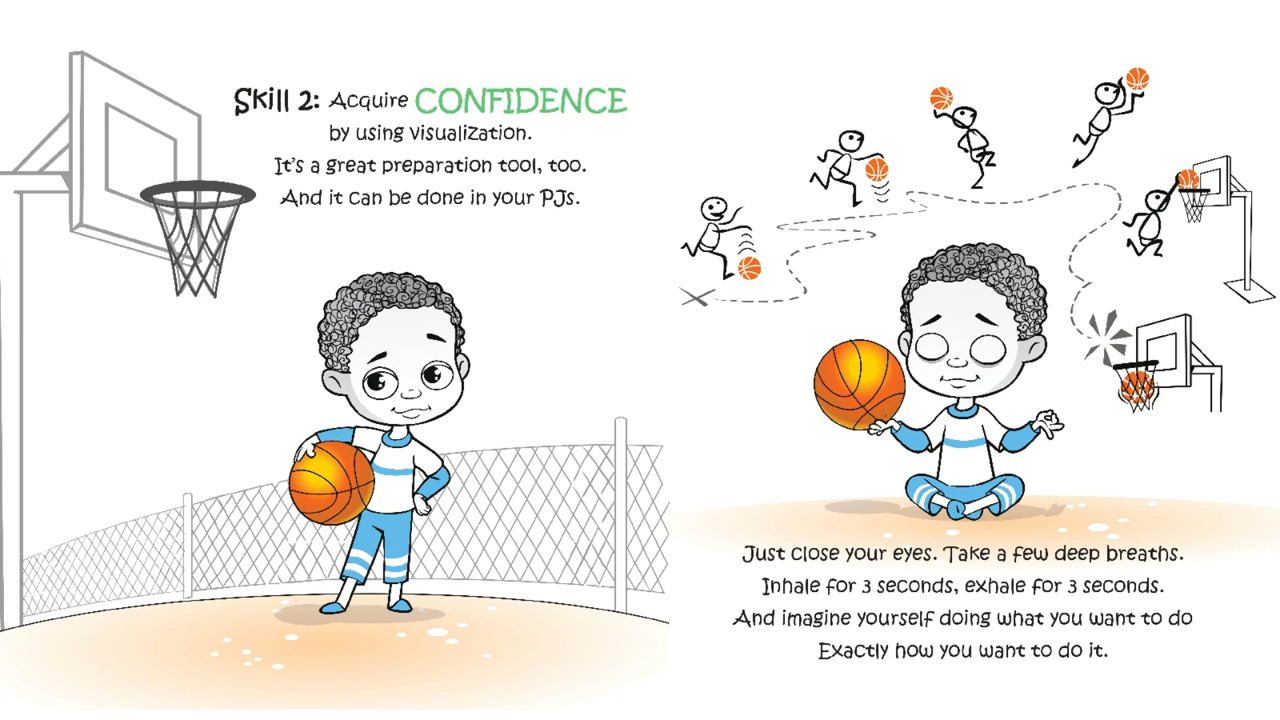 Skill 2: Acquire CONFIDENCE
by using visualization.
It's a great preparation tool, too.
And it can be done in your PJs.
Just close your eyes. Take a few deep breaths.
Inhale for 3 seconds, exhale for 3 seconds.
And imagine yourself doing what you want to do
Exactly how you want to do it.